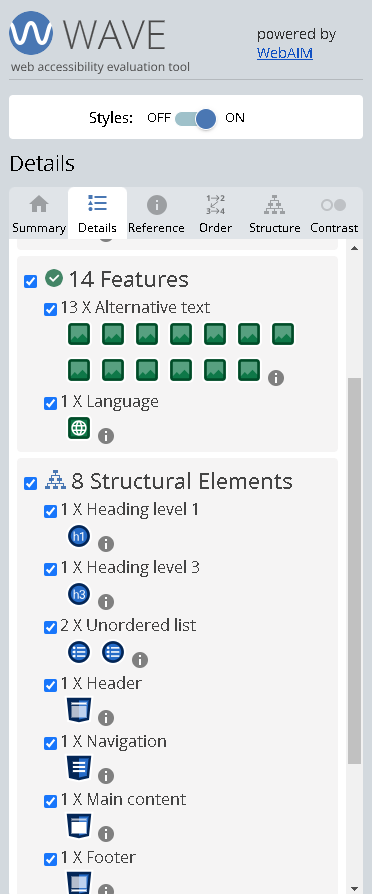 WAVE
web accessibility evaluation tool
powered by
WebAIM
Styles: OFF ON
Details
Summary Details Reference Order Structure Contrast
1→2
3→4
14 Features
13 X Alternative text
1 X Language
8 Structural Elements
1 X Heading level 1
h1
1 X Heading level 3
h3
2 X Unordered list
1 X Header
1 X Navigation
1 X Main content
1 X Footer